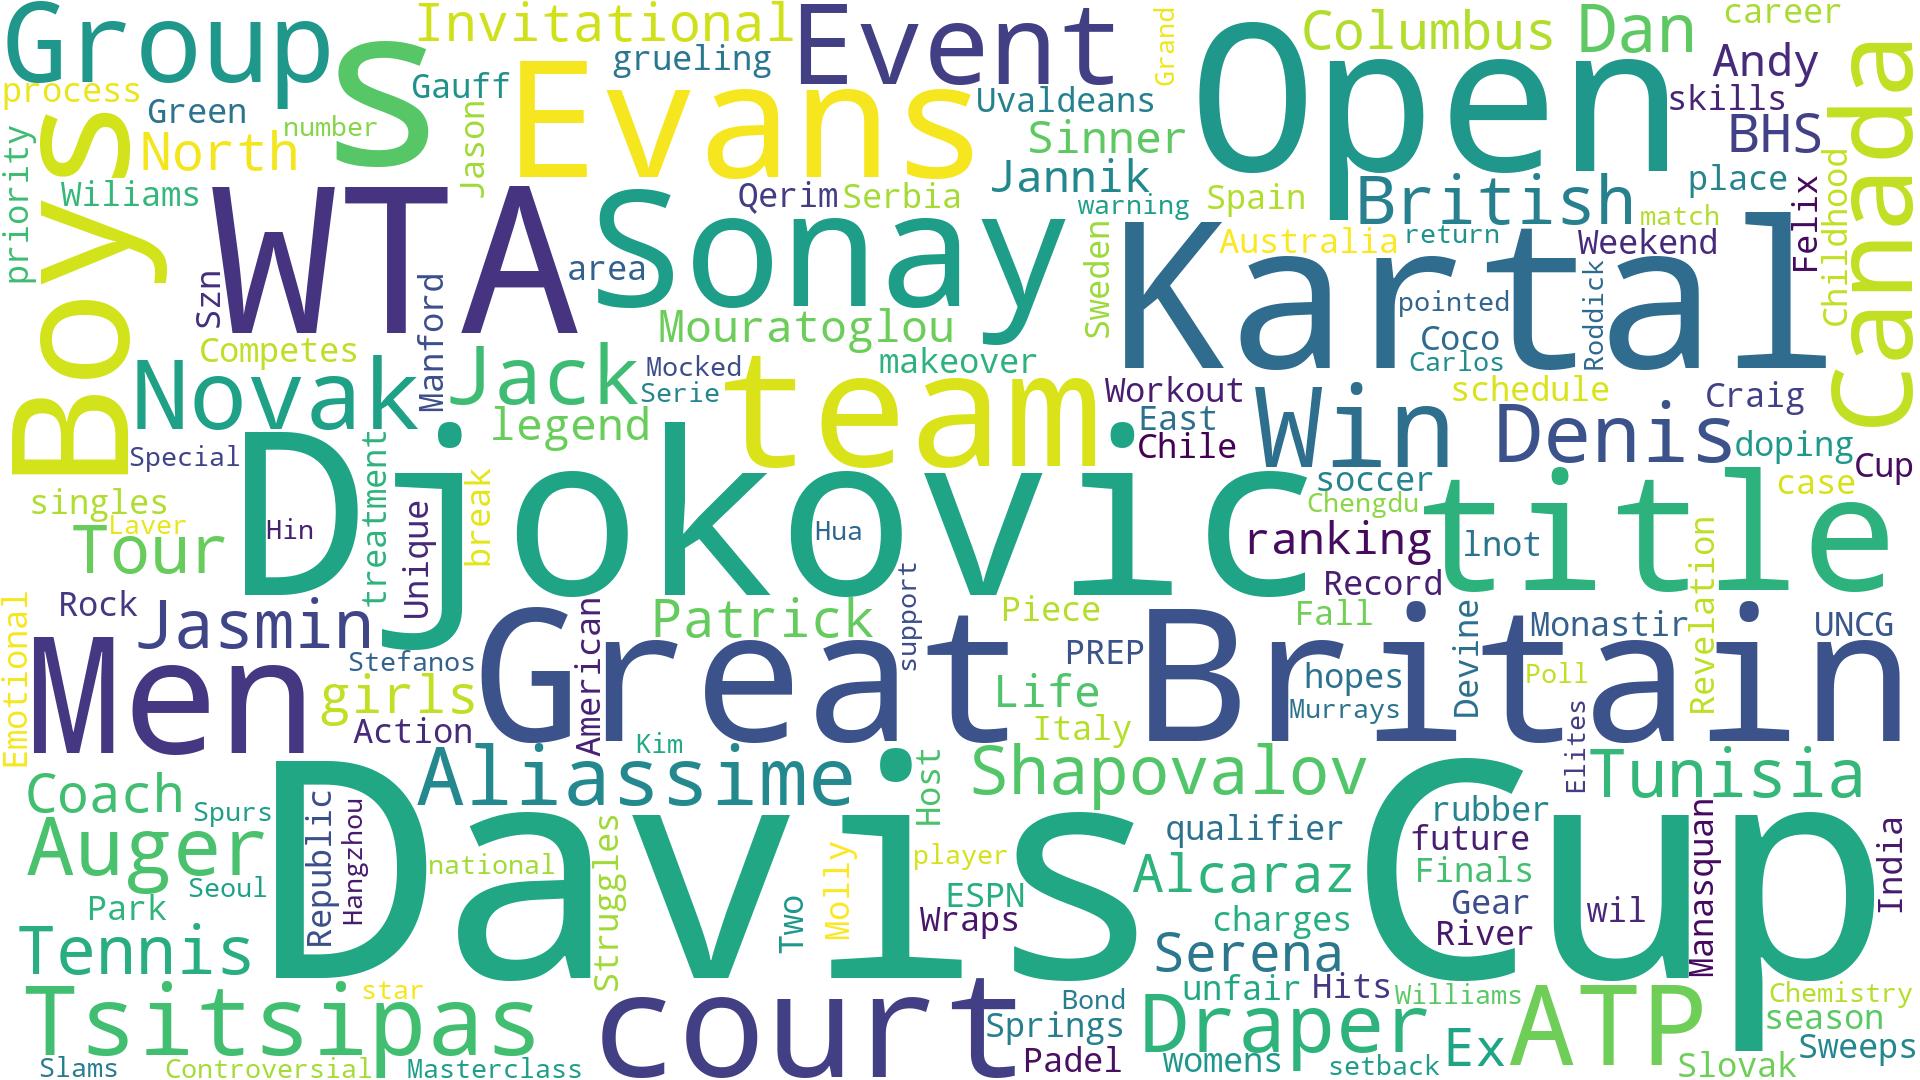 Group
S
Invitational
Event
Open
Columbus
Dan
career
Canada
process
Green
number
North
Boys
priority
Gauff
grueling
Evans
Jason
Grand
Uvaldeans
Sinner
Andy
skills
BHS
Williams
WTA
Qerim
Serbia
Jannik
warning
Spain
British
place
match
Felix
Childhood
Szn
area
Sonay
Sweden
Kartal
Australia
return
Weekend
Competes
Manford
Mouratoglou
pointed
Coco
Carlos
Roddick
Novak
Jack
legend
Mocked
Serie
makeover
team
Workout
East
Chile
Win
schedule
Craig
Denis
doping
Cup
case
Special
singles
Laver
Tour
Hin
Djokovic
treatment
Unique
break
Hua
soccer
Chengdu
ranking
title
lnot
Record
Revelation
Rock
Jasmin
Emotional
Men
Stefanos
girls
Action
Great
American
Patrick
support
Piece
PREP
Life
Italy
Britain
Fall
hopes
Murrays
Devine
Monastir
Poll
UNCG
Kim
Aliassime
Host
Shapovalov
Elites
Tunisia
Coach
Spurs
Auger
Seoul
Park
Republic
Hangzhou
Davis
national
Struggles
Two
Molly
player
ESPN
Wraps
qualifier
Alcaraz
charges
Serena
Cup
rubber
future
Finals
Gear
River
wil
Manasquan
India
Tennis
Tsitsipas
star
Slams
Controversial
Masterclass
court
Bond
Springs
Padel
unfair
Hits
Williams
Draper
womens
setback
Ex
ATP
Chemistry
season
Sweeps
Slovak